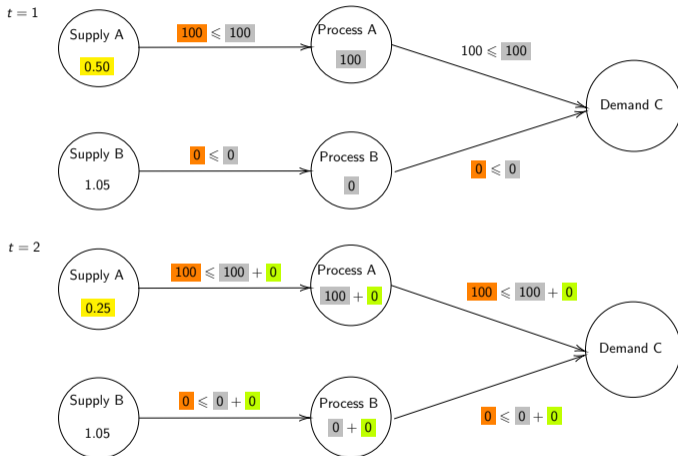 t = 1
Supply A
0.50
100 ⩽ 100
Process A
100
100 ⩽ 100
Demand C
Supply B
1.05
0 ⩽ 0
Process B
0
0 ⩽ 0
t = 2
Supply A
0.25
100 ⩽ 100 + 0
Process A
100 + 0
100 ⩽ 100 + 0
Demand C
Supply B
1.05
0 ⩽ 0 + 0
Process B
0 + 0
0 ⩽ 0 + 0